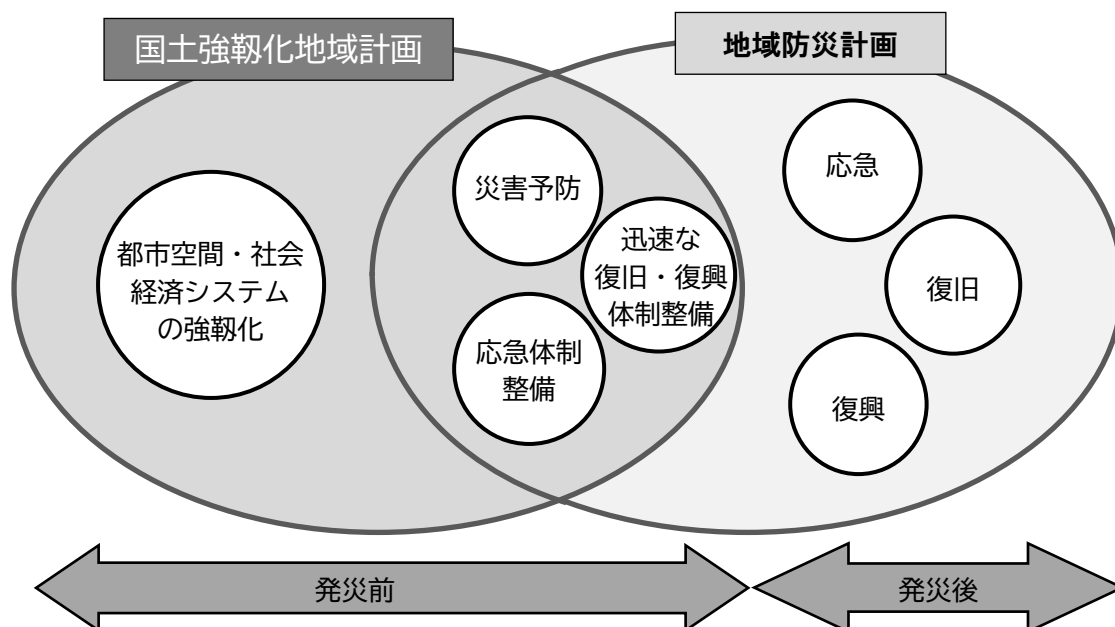 国土強靱化地域計画
地域防災計画
都市空間・社会
経済システム
の強靱化
災害予防
迅速な
復旧・復興
体制整備
応急体制
整備
応急
復旧
復興
発災前
発災後